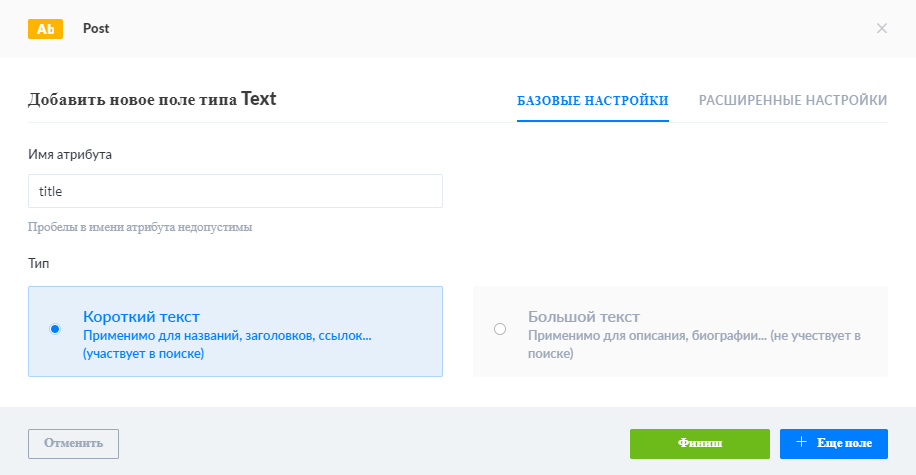 Ab Post
Добавить новое поле типа Text
БАЗОВЫЕ НАСТРОЙКИ
РАСШИРЕННЫЕ НАСТРОЙКИ
Имя атрибута
title
Пробелы в имени атрибута недопустимы
Тип
Короткий текст
Применимо для названий, заголовков, ссылок...
(участвует в поиске)
Большой текст
Применимо для описания, биографии... (не учествует в
поиске)
Отменить
Финиш
+ Еще поле